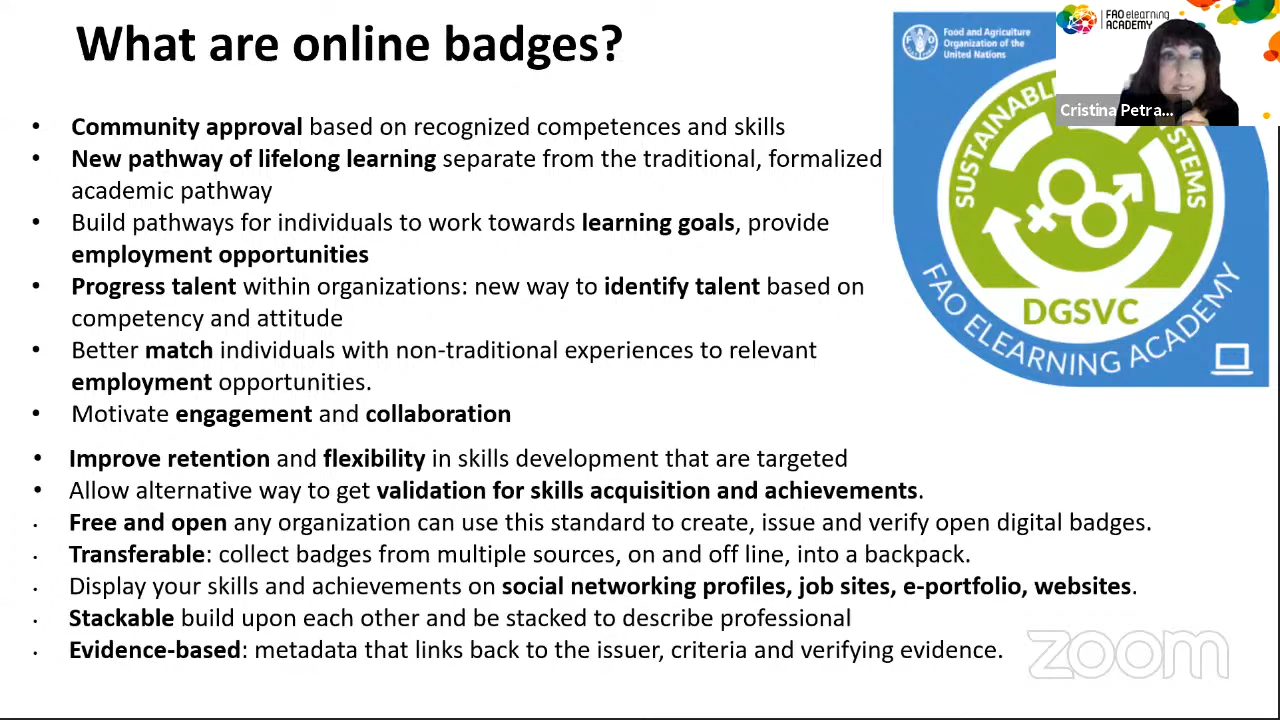 What are online badges?
• Community approval based on recognized competences and skills
• New pathway of lifelong learning separate from the traditional, formalized
academic pathway
• Build pathways for individuals to work towards learning goals, provide
employment opportunities
• Progress talent within organizations: new way to identify talent based on
competency and attitude
• Better match individuals with non-traditional experiences to relevant
employment opportunities.
• Motivate engagement and collaboration
• Improve retention and flexibility in skills development that are targeted
• Allow alternative way to get validation for skills acquisition and achievements.
• Free and open any organization can use this standard to create, issue and verify open digital badges.
• Transferable: collect badges from multiple sources, on and off line, into a backpack.
• Display your skills and achievements on social networking profiles, job sites, e-portfolio, websites.
• Stackable build upon each other and be stacked to describe professional
• Evidence-based: metadata that links back to the issuer, criteria and verifying evidence.
FAO
Food and Agriculture
Organization of the
United Nations
SUSTAINABLE
DGSVC
FAO ELEARNING ACADEMY
FAO elearning
ACADEMY
Cristina Petra...
zoom